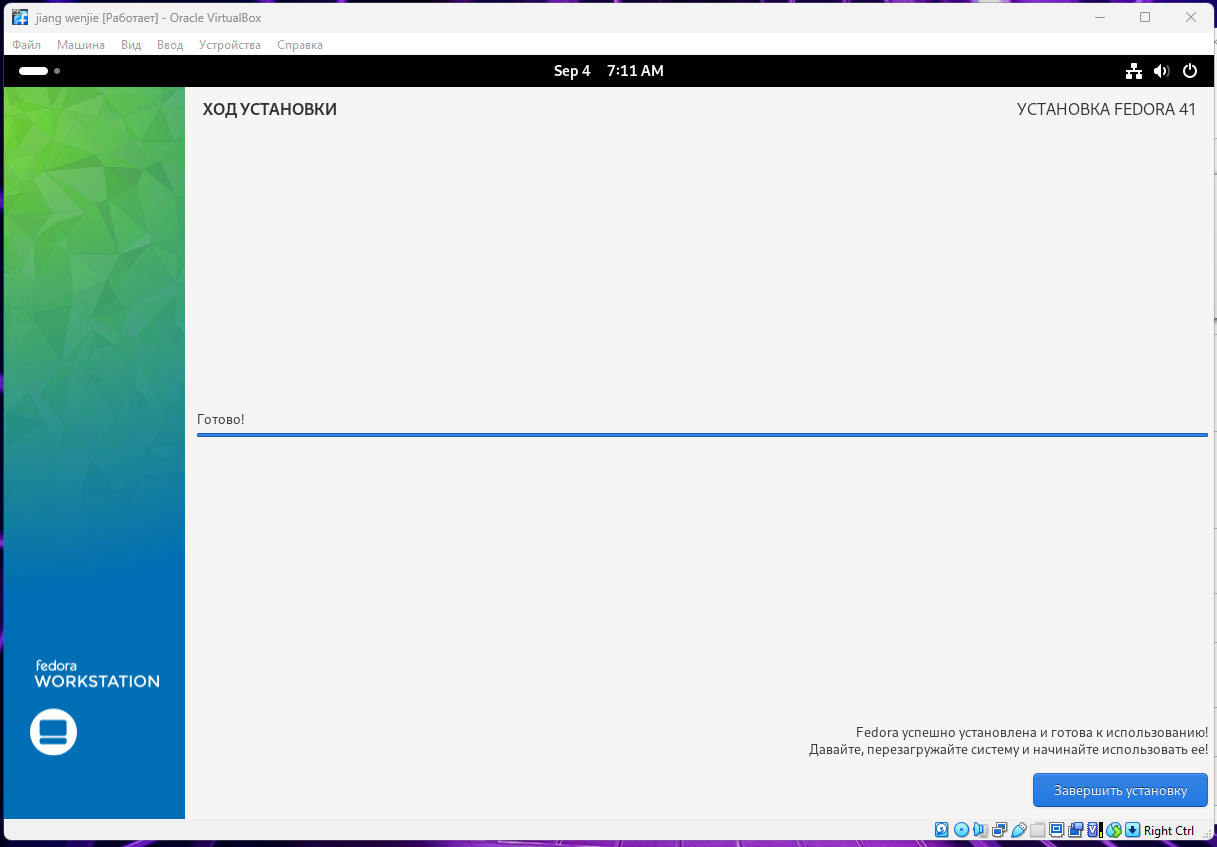 jiang wenjie [Работает] - Oracle VirtualBox
Файл Машина Вид Ввод Устройства Справка
Sep 4 7:11 AM
ХОД УСТАНОВКИ
УСТАНОВКА FEDORA 41
Готово!
fedora
WORKSTATION
Fedora успешно установлена и готова к использованию!
Давайте, перезагружайте систему и начинайте использовать ее!
Завершить установку
Right Ctrl